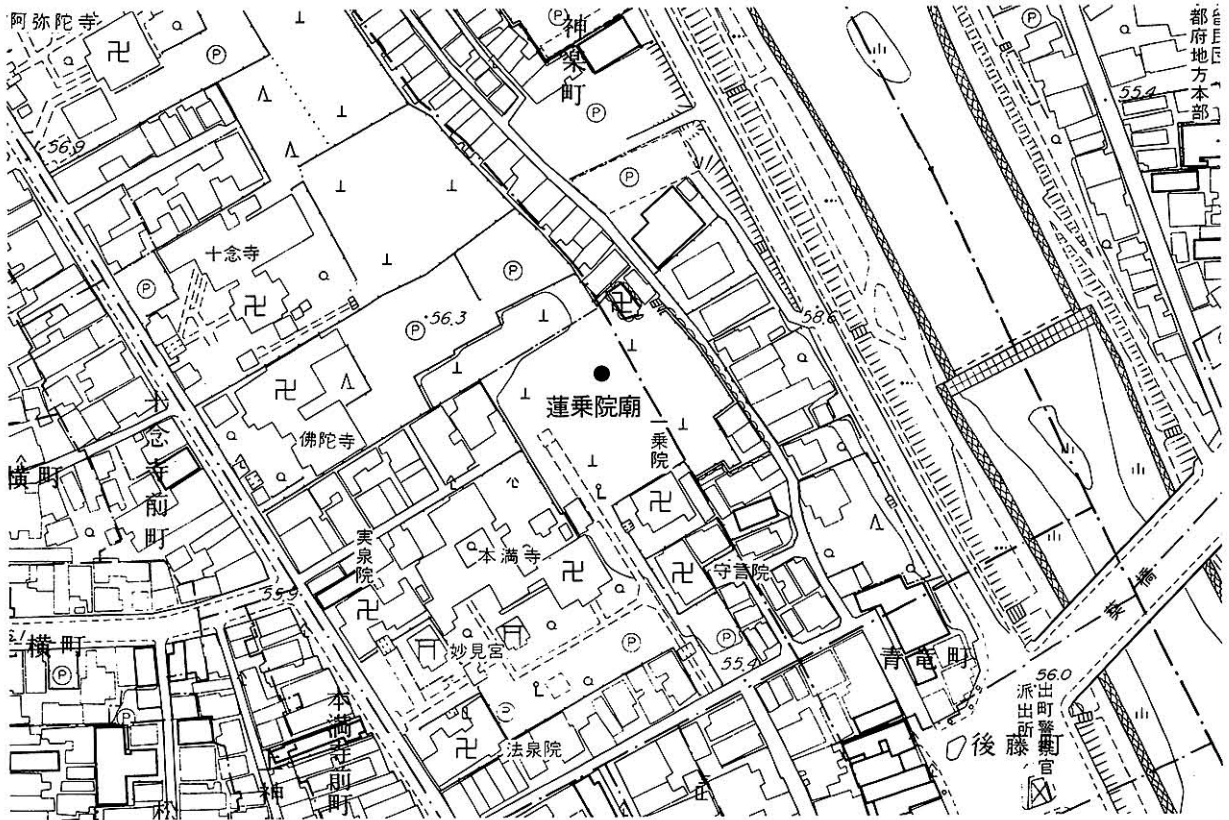 阿弥陀寺
神楽町
都府地方本部
55.4
56.9
十念寺
56.3
58.6
蓮乗院廟
佛陀寺
一乗院
十念寺前町
横町
実泉院
本満寺
守言院
葵橋
55.9
横町
妙見宮
55.4
青竜町
56.0
出町警察官
派出所
本満寺前町
法泉院
後藤町
神
松